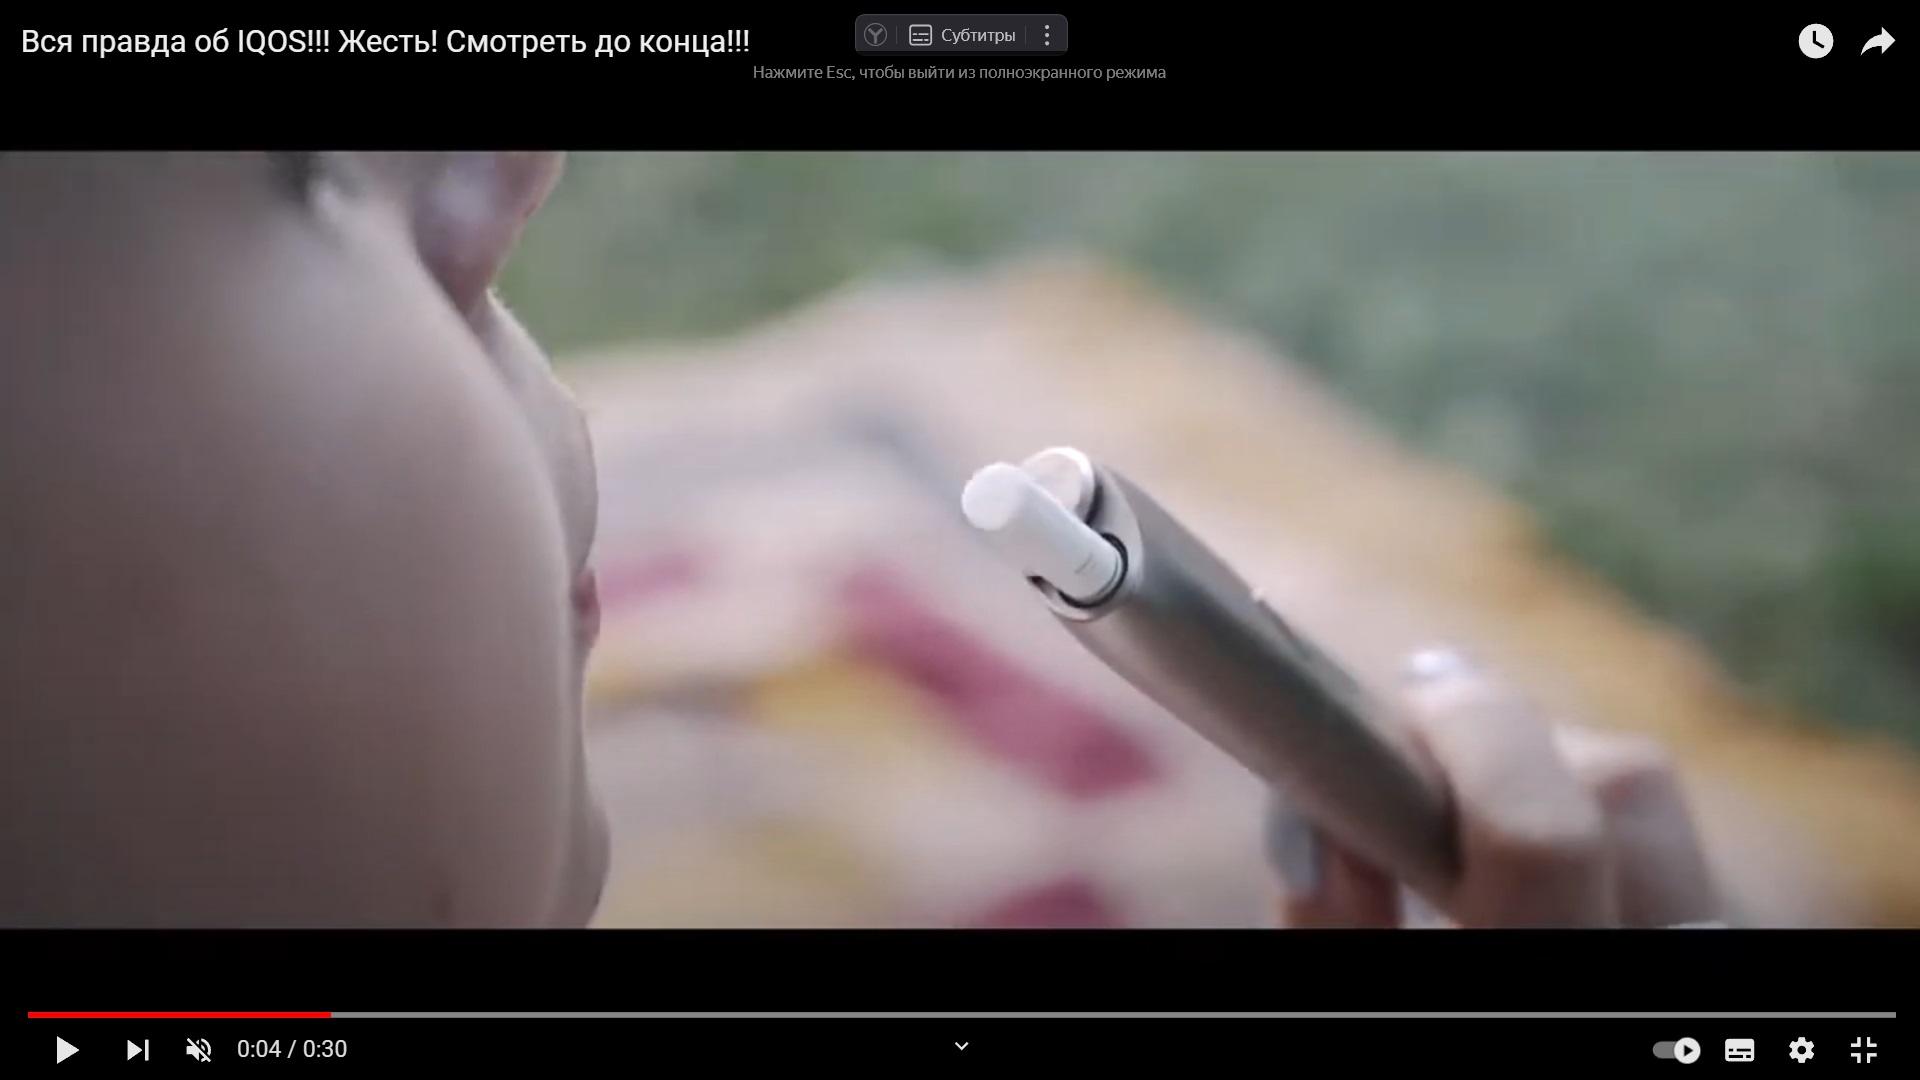 Вся правда об IQOS!!! Жесть! Смотреть до конца!!!
Субтитры
Нажмите Esc, чтобы выйти из полноэкранного режима
0:04 / 0:30